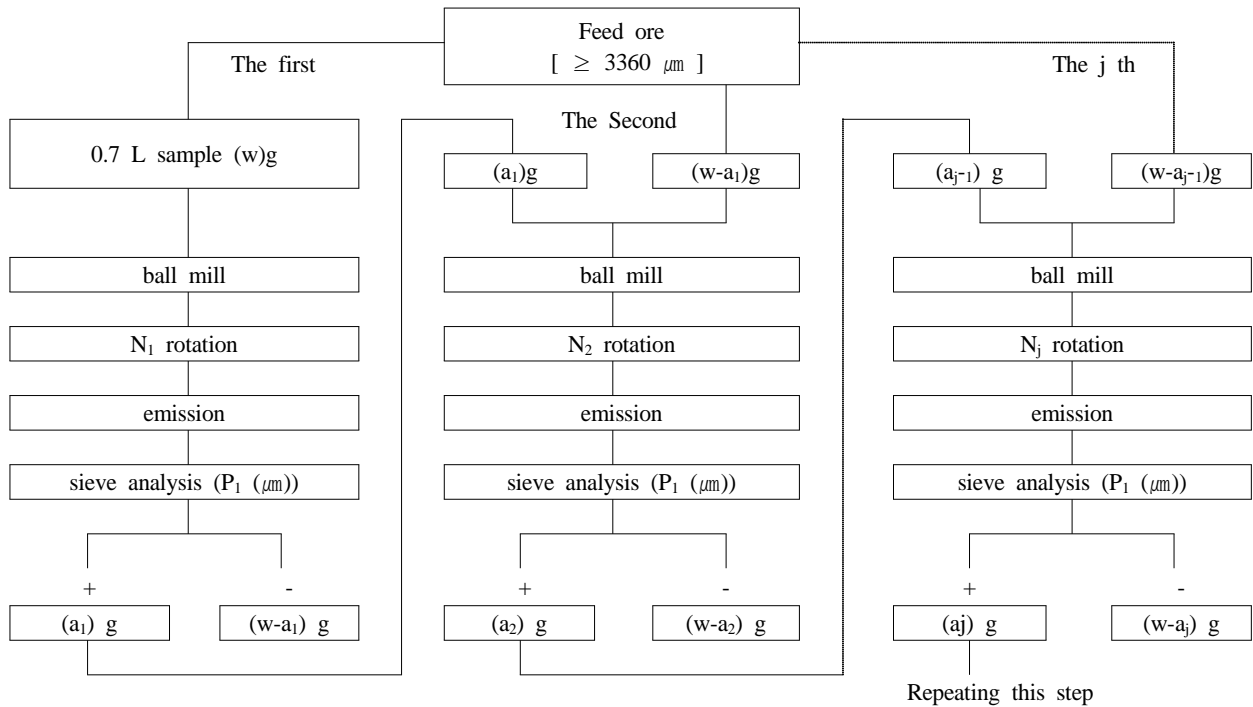 Feed ore
[ ≥ 3360 ㎛ ]
The first
The j th
The Second
0.7 L sample (w)g
(a₁)g
(w-a₁)g
(aⱼ₋₁) g
(w-aⱼ₋₁)g
ball mill
ball mill
ball mill
N₁ rotation
N₂ rotation
Nⱼ rotation
emission
emission
emission
sieve analysis (P₁ (㎛))
sieve analysis (P₁ (㎛))
sieve analysis (P₁ (㎛))
+
-
+
-
+
-
(a₁) g
(w-a₁) g
(a₂) g
(w-a₂) g
(aj) g
(w-aⱼ) g
Repeating this step